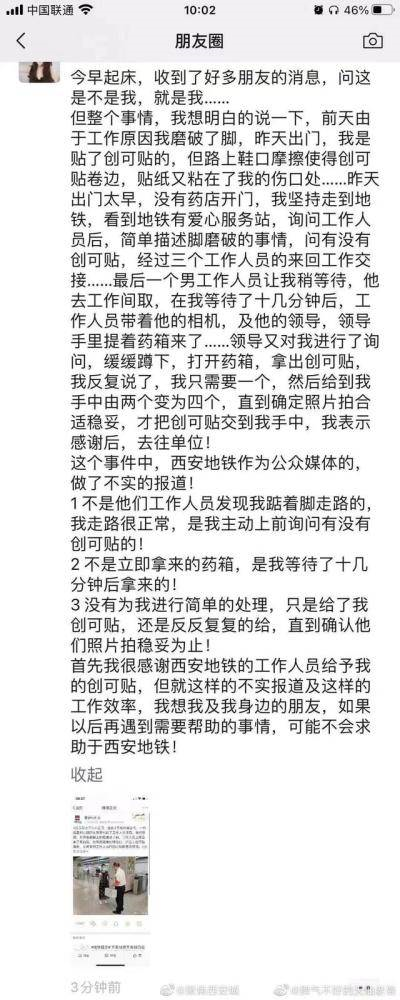 中国联通
10:02
46%
朋友圈
今早起床，收到了好多朋友的消息，问这
是不是我，就是我……
但整个事情，我想明白的说一下，前天由
于工作原因我磨破了脚，昨天出门，我是
贴了创可贴的，但路上鞋口摩擦使得创可
贴卷边，贴纸又粘在了我的伤口处……昨天
出门太早，没有药店开门，我坚持走到地
铁，看到地铁有爱心服务站，询问工作人
员后，简单描述脚磨破的事情，问有没有
创可贴，经过三个工作人员的来回工作交
接……最后一个男工作人员让我稍等待，他
去工作间取，在我等待了十几分钟后，工
作人员带着他的相机，及他的领导，领导
手里提着药箱来了……领导又对我进行了询
问，缓缓蹲下，打开药箱，拿出创可贴，
我反复说了，我只需要一个，然后给到我
手中由两个变为四个，直到确定照片拍合
适稳妥，才把创可贴交到我手中，我表示
感谢后，去往单位！
这个事件中，西安地铁作为公众媒体的，
做了不实的报道！
1 不是他们工作人员发现我踮着脚走路的，
我走路很正常，是我主动上前询问有没有
创可贴的！
2 不是立即拿来的药箱，是我等待了十几
分钟后拿来的！
3 没有为我进行简单的处理，只是给了我
创可贴，还是反反复复的给，直到确认他
们照片拍稳妥为止！
首先我很感谢西安地铁的工作人员给予我
的创可贴，但就这样的不实报道及这样的
工作效率，我想我及我身边的朋友，如果
以后再遇到需要帮助的事情，可能不会求
助于西安地铁！
收起
3分钟前